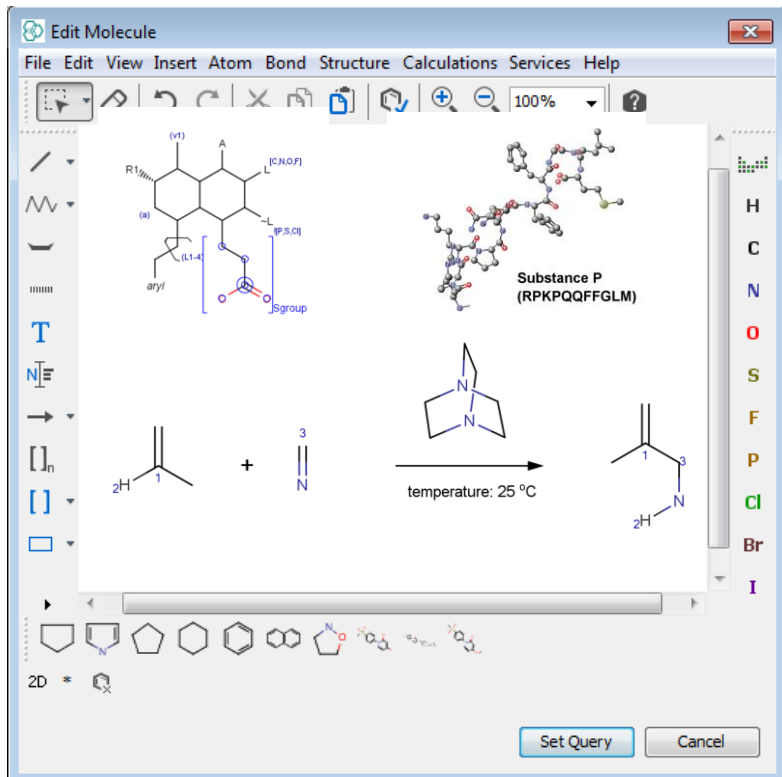 Edit Molecule
File Edit View Insert Atom Bond Structure Calculations Services Help
100%
(v1)
A
[C,N,O,F]
R1
L
(a)
~L
![P,S,Cl]
(L1-4)
aryl
O
O
Sgroup
Substance P
(RPKPQQFFGLM)
H
C
N
O
S
F
P
Cl
Br
I
T
N
[ ]n
[ ]
3
N
N
2H
1
+
N
temperature: 25 °C
1
3
N
2H
N
N
O
2D *
Set Query Cancel